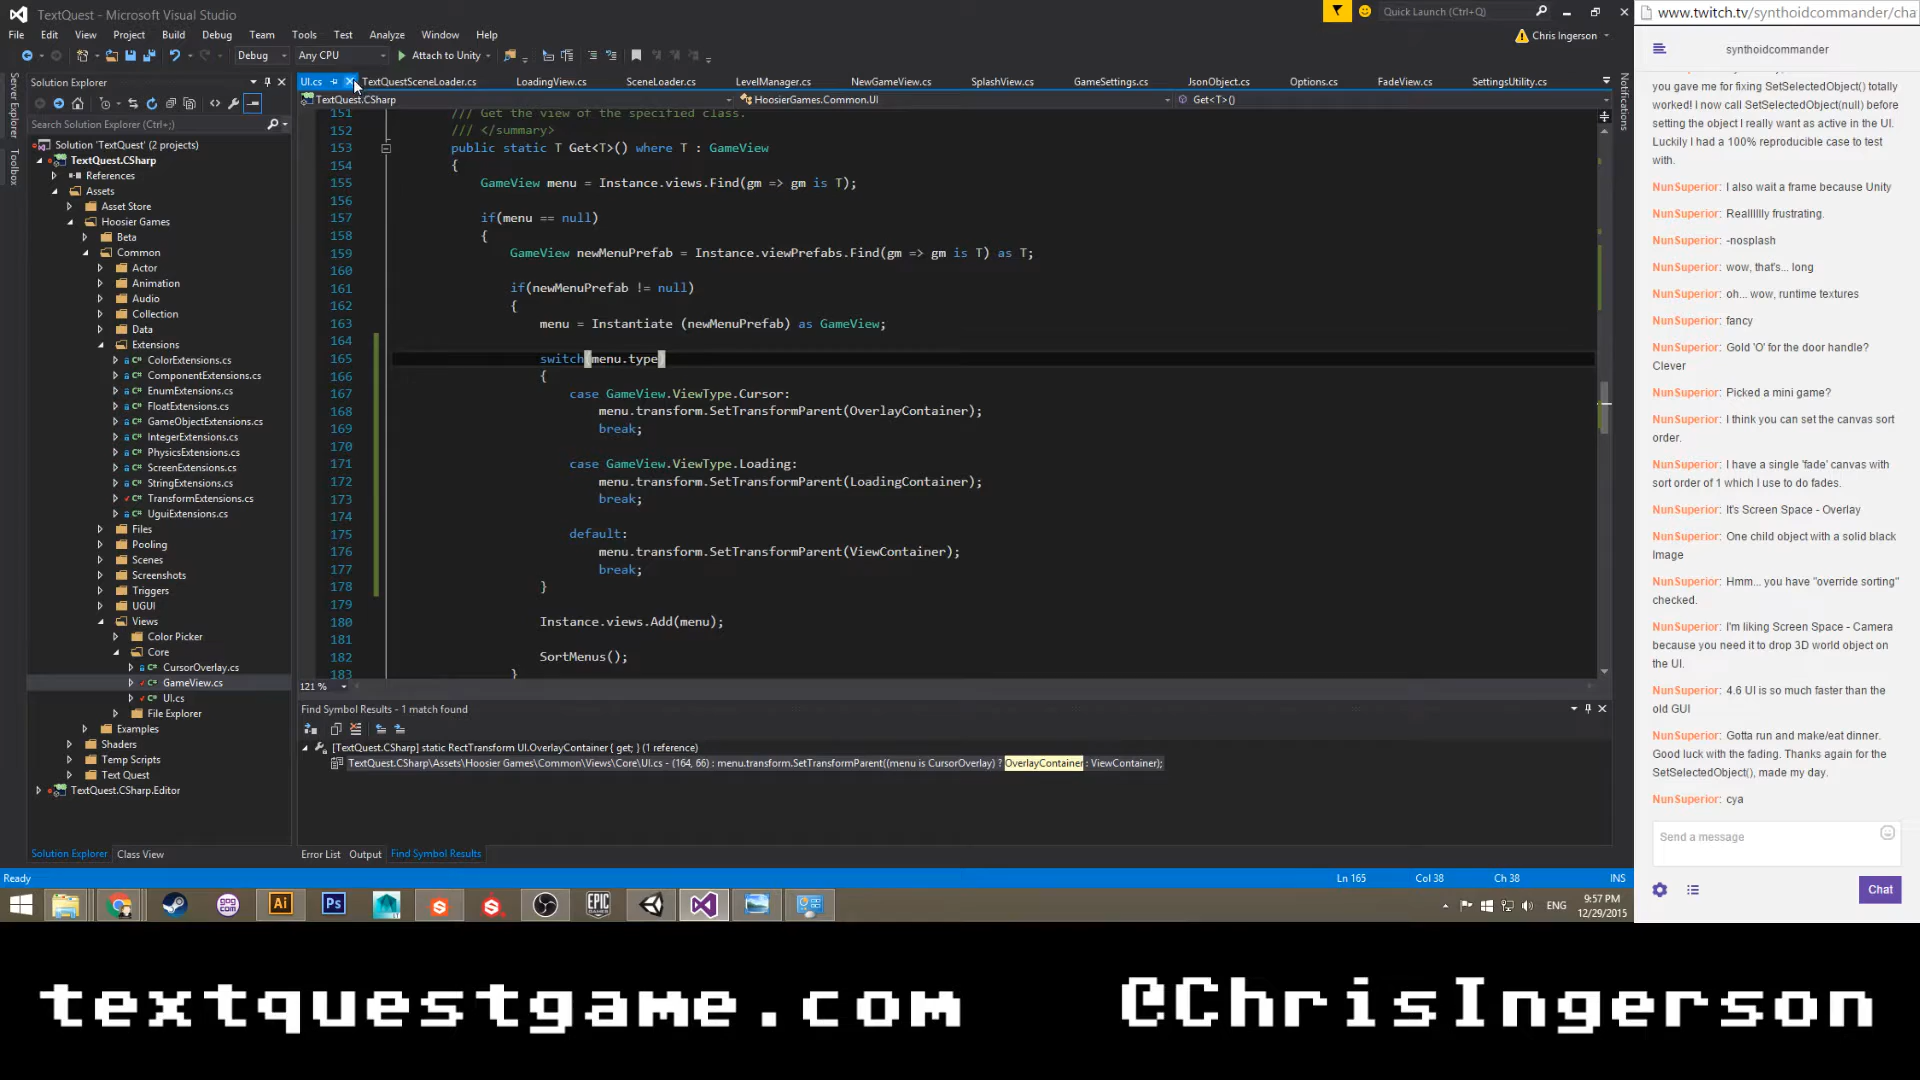 TextQuest - Microsoft Visual Studio
Quick Launch (Ctrl+Q)
File Edit View Project Build Debug Team Tools Test Analyze Window Help
Chris Ingerson
Debug Any CPU Attach to Unity
Server Explorer
Toolbox
Solution Explorer
Search Solution Explorer (Ctrl+;)
Solution 'TextQuest' (2 projects)
TextQuest.CSharp
References
Assets
Asset Store
Hoosier Games
Beta
Common
Actor
Animation
Audio
Collection
Data
Extensions
ColorExtensions.cs
ComponentExtensions.cs
EnumExtensions.cs
FloatExtensions.cs
GameObjectExtensions.cs
IntegerExtensions.cs
PhysicsExtensions.cs
ScreenExtensions.cs
StringExtensions.cs
TransformExtensions.cs
UguiExtensions.cs
Files
Pooling
Scenes
Screenshots
Triggers
UGUI
Views
Color Picker
Core
CursorOverlay.cs
GameView.cs
UI.cs
File Explorer
Examples
Shaders
Temp Scripts
Text Quest
TextQuest.CSharp.Editor
Solution Explorer Class View
UI.cs TextQuestSceneLoader.cs LoadingView.cs SceneLoader.cs LevelManager.cs NewGameView.cs SplashView.cs GameSettings.cs JsonObject.cs Options.cs FadeView.cs SettingsUtility.cs
TextQuest.CSharp HoosierGames.Common.UI Get<T>()
Notifications
151 /// Get the view of the specified class.
152 /// </summary>
153 public static T Get<T>() where T : GameView
154 {
155 GameView menu = Instance.views.Find(gm => gm is T);
156
157 if(menu == null)
158 {
159 GameView newMenuPrefab = Instance.viewPrefabs.Find(gm => gm is T) as T;
160
161 if(newMenuPrefab != null)
162 {
163 menu = Instantiate (newMenuPrefab) as GameView;
164
165 switch(menu.type)
166 {
167 case GameView.ViewType.Cursor:
168 menu.transform.SetTransformParent(OverlayContainer);
169 break;
170
171 case GameView.ViewType.Loading:
172 menu.transform.SetTransformParent(LoadingContainer);
173 break;
174
175 default:
176 menu.transform.SetTransformParent(ViewContainer);
177 break;
178 }
179
180 Instance.views.Add(menu);
181
182 SortMenus();
183 }
121 %
Find Symbol Results - 1 match found
[TextQuest.CSharp] static RectTransform UI.OverlayContainer { get; } (1 reference)
TextQuest.CSharp\Assets\Hoosier Games\Common\Views\Core\UI.cs - (164, 66) : menu.transform.SetTransformParent((menu is CursorOverlay) ? OverlayContainer : ViewContainer);
Error List Output Find Symbol Results
Ready Ln 165 Col 38 Ch 38 INS
gog.com
Ai
Ps
EPIC GAMES
ENG
9:57 PM
12/29/2015
www.twitch.tv/synthoidcommander/cha
synthoidcommander
you gave me for fixing SetSelectedObject() totally
worked! I now call SetSelectedObject(null) before
setting the object I really want as active in the UI.
Luckily I had a 100% reproducible case to test
with.
NunSuperior: I also wait a frame because Unity
NunSuperior: Realllllly frustrating.
NunSuperior: -nosplash
NunSuperior: wow, that's... long
NunSuperior: oh... wow, runtime textures
NunSuperior: fancy
NunSuperior: Gold 'O' for the door handle?
Clever
NunSuperior: Picked a mini game?
NunSuperior: I think you can set the canvas sort
order.
NunSuperior: I have a single 'fade' canvas with
sort order of 1 which I use to do fades.
NunSuperior: It's Screen Space - Overlay
NunSuperior: One child object with a solid black
Image
NunSuperior: Hmm... you have "override sorting"
checked.
NunSuperior: I'm liking Screen Space - Camera
because you need it to drop 3D world object on
the UI.
NunSuperior: 4.6 UI is so much faster than the
old GUI
NunSuperior: Gotta run and make/eat dinner.
Good luck with the fading. Thanks again for the
SetSelectedObject(), made my day.
NunSuperior: cya
Send a message
Chat
textquestgame.com @ChrisIngerson